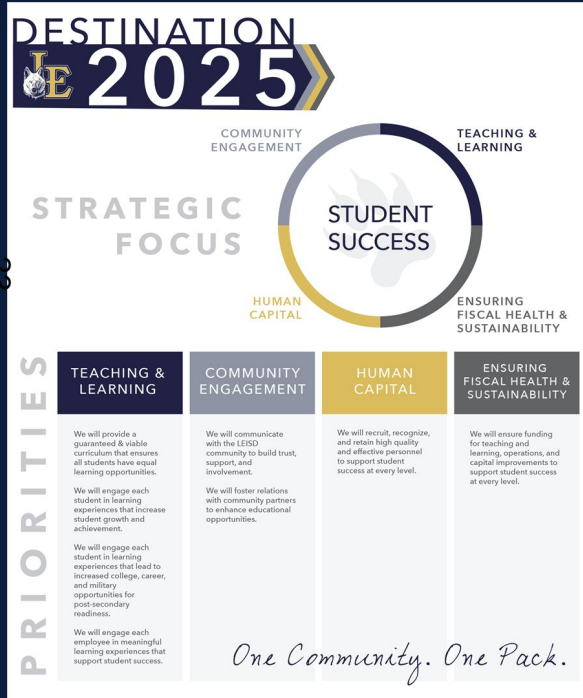 DESTINATION
LE 2025
COMMUNITY
ENGAGEMENT
TEACHING &
LEARNING
STRATEGIC
FOCUS
STUDENT
SUCCESS
HUMAN
CAPITAL
ENSURING
FISCAL HEALTH &
SUSTAINABILITY
PRIORITIES
TEACHING &
LEARNING
We will provide a
guaranteed & viable
curriculum that ensures
all students have equal
learning opportunities.
We will engage each
student in learning
experiences that increase
student growth and
achievement.
We will engage each
student in learning
experiences that lead to
increased college, career,
and military
opportunities for
post-secondary
readiness.
We will engage each
employee in meaningful
learning experiences that
support student success.
COMMUNITY
ENGAGEMENT
We will communicate
with the LEISD
community to build trust,
support, and
involvement.
We will foster relations
with community partners
to enhance educational
opportunities.
HUMAN
CAPITAL
We will recruit, recognize,
and retain high quality
and effective personnel
to support student
success at every level.
ENSURING
FISCAL HEALTH &
SUSTAINABILITY
We will ensure funding
for teaching and
learning, operations, and
capital improvements to
support student success
at every level.
One Community. One Pack.